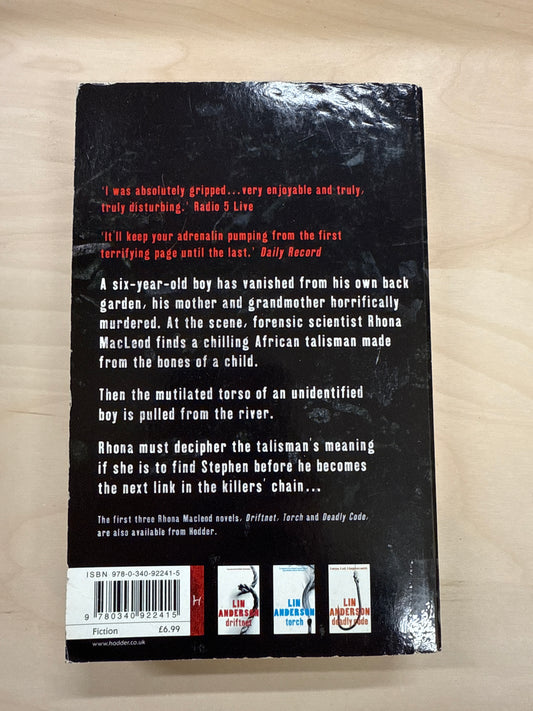 'I was absolutely gripped...very enjoyable and truly,
truly disturbing.' Radio 5 Live
'It'll keep your adrenalin pumping from the first
terrifying page until the last.' Daily Record
A six-year-old boy has vanished from his own back
garden, his mother and grandmother horrifically
murdered. At the scene, forensic scientist Rhona
MacLeod finds a chilling African talisman made
from the bones of a child.
Then the mutilated torso of an unidentified
boy is pulled from the river.
Rhona must decipher the talisman's meaning
if she is to find Stephen before he becomes
the next link in the killers' chain...
The first three Rhona Macleod novels, Driftnet, Torch and Deadly Code,
are also available from Hodder.
ISBN 978-0-340-92241-5
9 780340 922415
Fiction £6.99
www.hodder.co.uk
H
LIN
ANDERSON
driftnet
LIN
ANDERSON
torch
LIN
ANDERSON
deadly code